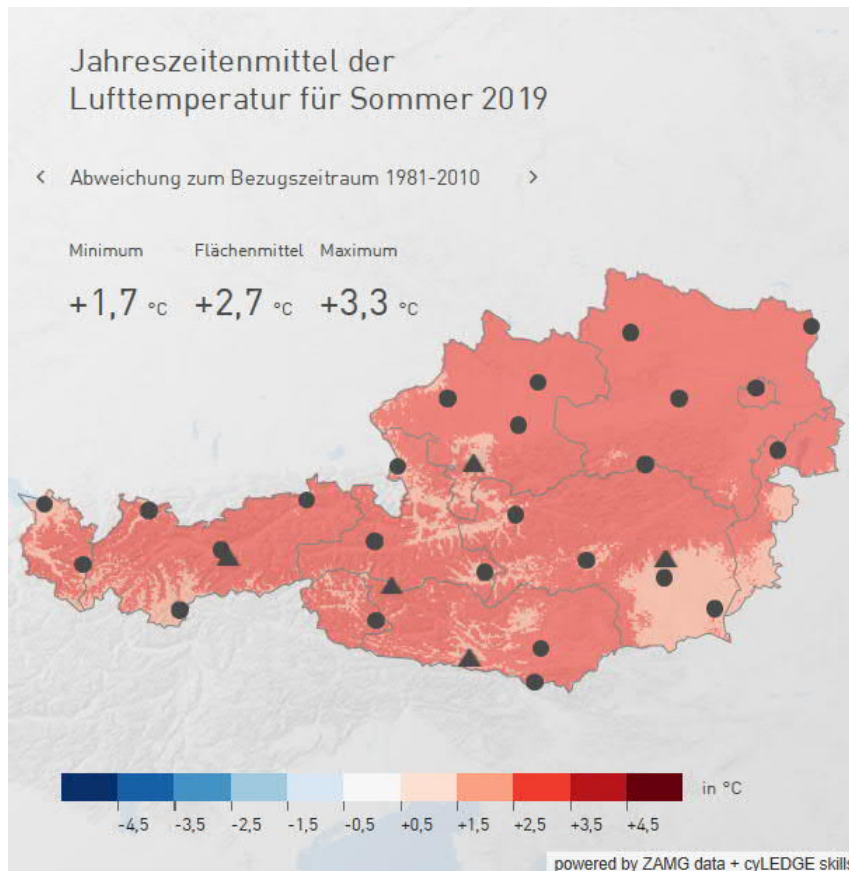 Jahreszeitenmittel der
Lufttemperatur für Sommer 2019
< Abweichung zum Bezugszeitraum 1981-2010 >
Minimum Flächenmittel Maximum
+1,7 °C +2,7 °C +3,3 °C
in °C
-4,5 -3,5 -2,5 -1,5 -0,5 +0,5 +1,5 +2,5 +3,5 +4,5
powered by ZAMG data + cyLEDGE skills